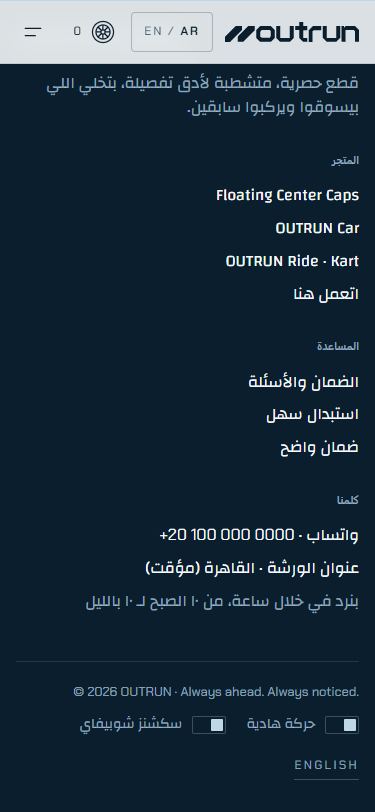 outrun
EN / AR
0
قطع حصرية، متشطبة لأدق تفصيلة، بتخلي اللي
بيسوقوا ويركبوا سابقين.
المتجر
Floating Center Caps
OUTRUN Car
OUTRUN Ride · Kart
اتعمل هنا
المساعدة
الضمان والأسئلة
استبدال سهل
ضمان واضح
كلمنا
واتساب · 0000 000 100 20+
عنوان الورشة · القاهرة (مؤقت)
بنرد في خلال ساعة، من ١٠ الصبح لـ ١٠ بالليل
© 2026 OUTRUN · Always ahead. Always noticed.
حركة هادية
سكشنز شوبيفاي
ENGLISH